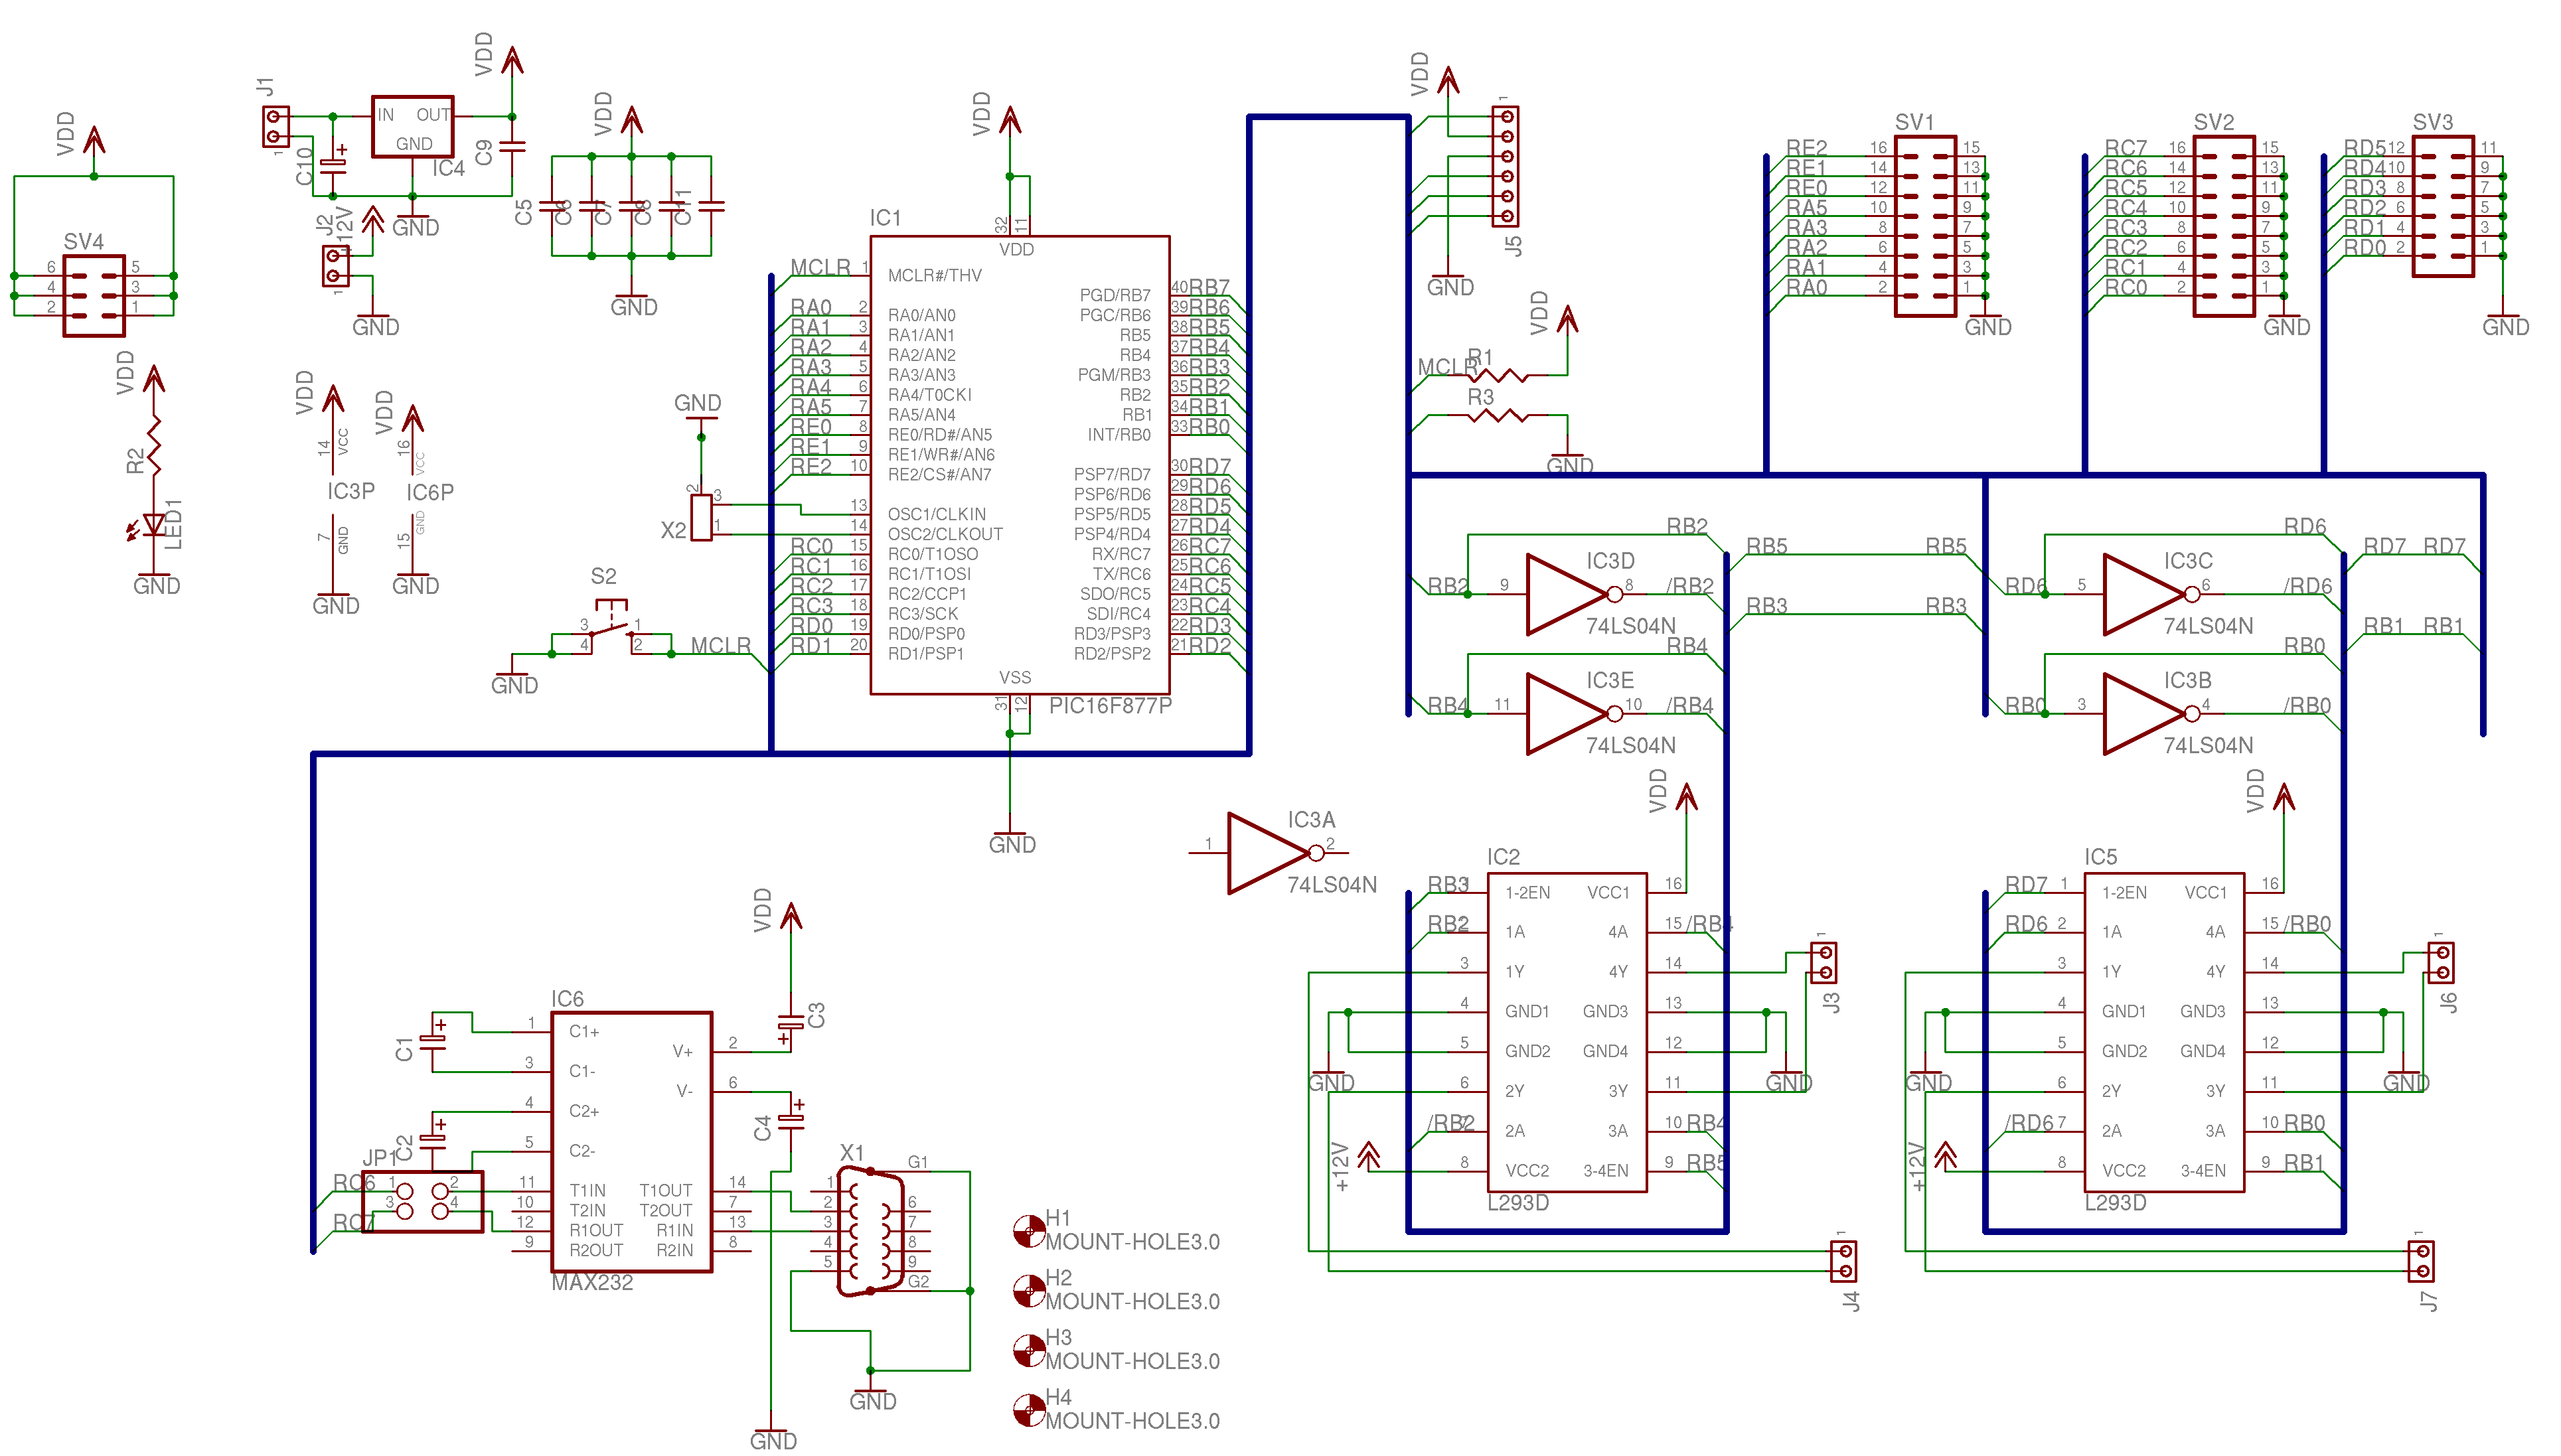 VDD
SV4
6 5
4 3
2 1
VDD
R2
LED1
GND
J1
1
IN OUT
GND
IC4
C10
+
C9
VDD
GND
J2
+12V
1
GND
VDD
C5 C6 C7 C8 C11
GND
VDD
14
VCC
IC3P
7
GND
GND
VDD
16
VCC
IC6P
15
GND
GND
GND
2
3
1
X2
S2
3 1
4 2
GND
MCLR
IC1
VDD
32 11
VDD
MCLR 1 MCLR#/THV
RA0 2 RA0/AN0
RA1 3 RA1/AN1
RA2 4 RA2/AN2
RA3 5 RA3/AN3
RA4 6 RA4/T0CKI
RA5 7 RA5/AN4
RE0 8 RE0/RD#/AN5
RE1 9 RE1/WR#/AN6
RE2 10 RE2/CS#/AN7
13 OSC1/CLKIN
14 OSC2/CLKOUT
RC0 15 RC0/T1OSO
RC1 16 RC1/T1OSI
RC2 17 RC2/CCP1
RC3 18 RC3/SCK
RD0 19 RD0/PSP0
RD1 20 RD1/PSP1
PGD/RB7 40 RB7
PGC/RB6 39 RB6
RB5 38 RB5
RB4 37 RB4
PGM/RB3 36 RB3
RB2 35 RB2
RB1 34 RB1
INT/RB0 33 RB0
PSP7/RD7 30 RD7
PSP6/RD6 29 RD6
PSP5/RD5 28 RD5
PSP4/RD4 27 RD4
RX/RC7 26 RC7
TX/RC6 25 RC6
SDO/RC5 24 RC5
SDI/RC4 23 RC4
RD3/PSP3 22 RD3
RD2/PSP2 21 RD2
VSS
31 12
PIC16F877P
GND
VDD
1
J5
GND
VDD
MCLR R1
R3
GND
SV1
RE2 16 15
RE1 14 13
RE0 12 11
RA5 10 9
RA3 8 7
RA2 6 5
RA1 4 3
RA0 2 1
GND
SV2
RC7 16 15
RC6 14 13
RC5 12 11
RC4 10 9
RC3 8 7
RC2 6 5
RC1 4 3
RC0 2 1
GND
SV3
RD5 12 11
RD4 10 9
RD3 8 7
RD2 6 5
RD1 4 3
RD0 2 1
GND
RB2
IC3D
RB2 9 8 /RB2
74LS04N
RB4
IC3E
RB4 11 10 /RB4
74LS04N
RB5 RB5
RB3 RB3
RD6
IC3C
RD6 5 6 /RD6
74LS04N
RB0
IC3B
RB0 3 4 /RB0
74LS04N
RD7 RD7
RB1 RB1
IC3A
1 2
74LS04N
VDD
IC2
RB3 1 1-2EN VCC1 16
RB2 2 1A 4A 15 /RB4
3 1Y 4Y 14
4 GND1 GND3 13
5 GND2 GND4 12
GND GND
6 2Y 3Y 11
/RB2 7 2A 3A 10 RB4
+12V 8 VCC2 3-4EN 9 RB5
L293D
1
J3
1
J4
VDD
IC5
RD7 1 1-2EN VCC1 16
RD6 2 1A 4A 15 /RB0
3 1Y 4Y 14
4 GND1 GND3 13
5 GND2 GND4 12
GND GND
6 2Y 3Y 11
/RD6 7 2A 3A 10 RB0
+12V 8 VCC2 3-4EN 9 RB1
L293D
1
J6
1
J7
VDD
C3
+
IC6
C1
+
1 C1+
3 C1-
C2
+
4 C2+
5 C2-
V+ 2
V- 6
C4
+
JP1
RC6 1 2
RC7 3 4
11 T1IN T1OUT 14
10 T2IN T2OUT 7
12 R1OUT R1IN 13
9 R2OUT R2IN 8
MAX232
X1
G1
1
2 6
3 7
4 8
5 9
G2
GND
GND
H1
MOUNT-HOLE3.0
H2
MOUNT-HOLE3.0
H3
MOUNT-HOLE3.0
H4
MOUNT-HOLE3.0